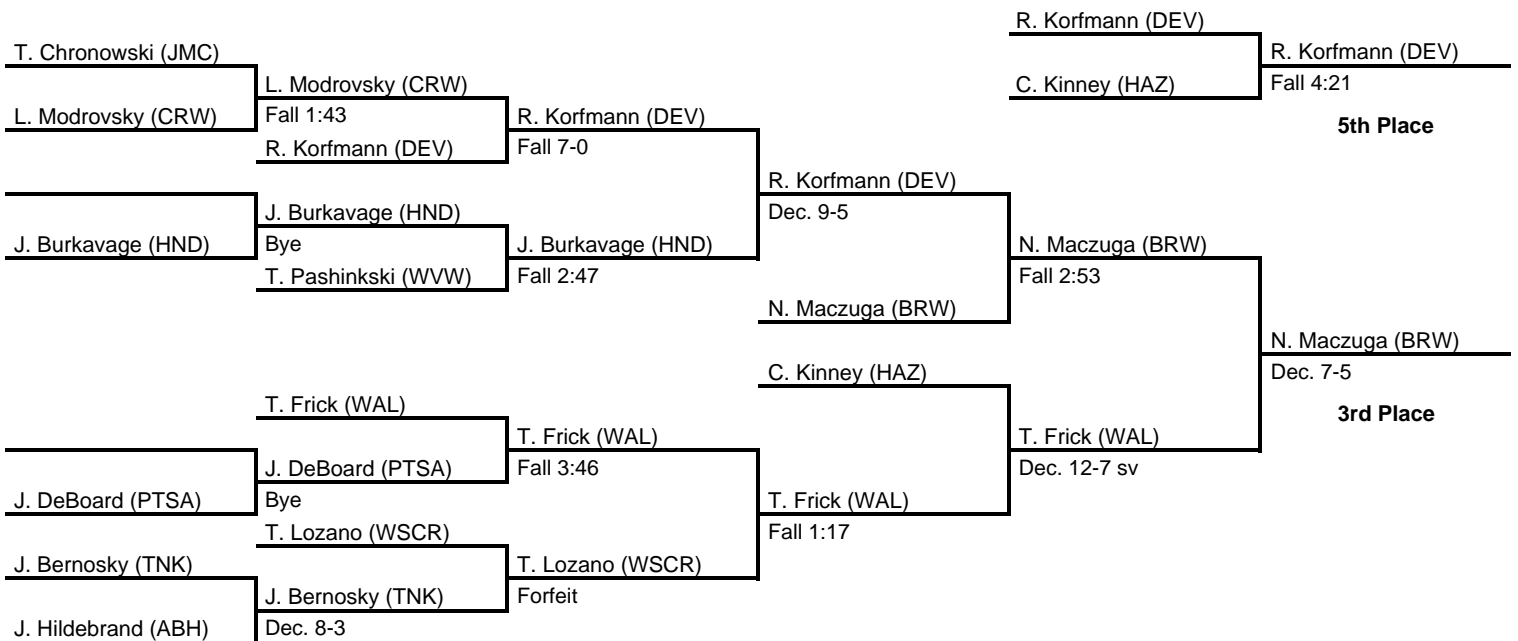 R. Korfmann (DEV)
T. Chronowski (JMC)
R. Korfmann (DEV)
L. Modrovsky (CRW)
C. Kinney (HAZ)
Fall 4:21
L. Modrovsky (CRW)
Fall 1:43
R. Korfmann (DEV)
5th Place
R. Korfmann (DEV)
Fall 7-0
R. Korfmann (DEV)
J. Burkavage (HND)
Dec. 9-5
J. Burkavage (HND)
Bye
J. Burkavage (HND)
N. Maczuga (BRW)
T. Pashinkski (WVW)
Fall 2:47
Fall 2:53
N. Maczuga (BRW)
N. Maczuga (BRW)
C. Kinney (HAZ)
Dec. 7-5
T. Frick (WAL)
3rd Place
T. Frick (WAL)
T. Frick (WAL)
J. DeBoard (PTSA)
Fall 3:46
Dec. 12-7 sv
J. DeBoard (PTSA)
Bye
T. Frick (WAL)
T. Lozano (WSCR)
Fall 1:17
J. Bernosky (TNK)
T. Lozano (WSCR)
J. Bernosky (TNK)
Forfeit
J. Hildebrand (ABH)
Dec. 8-3